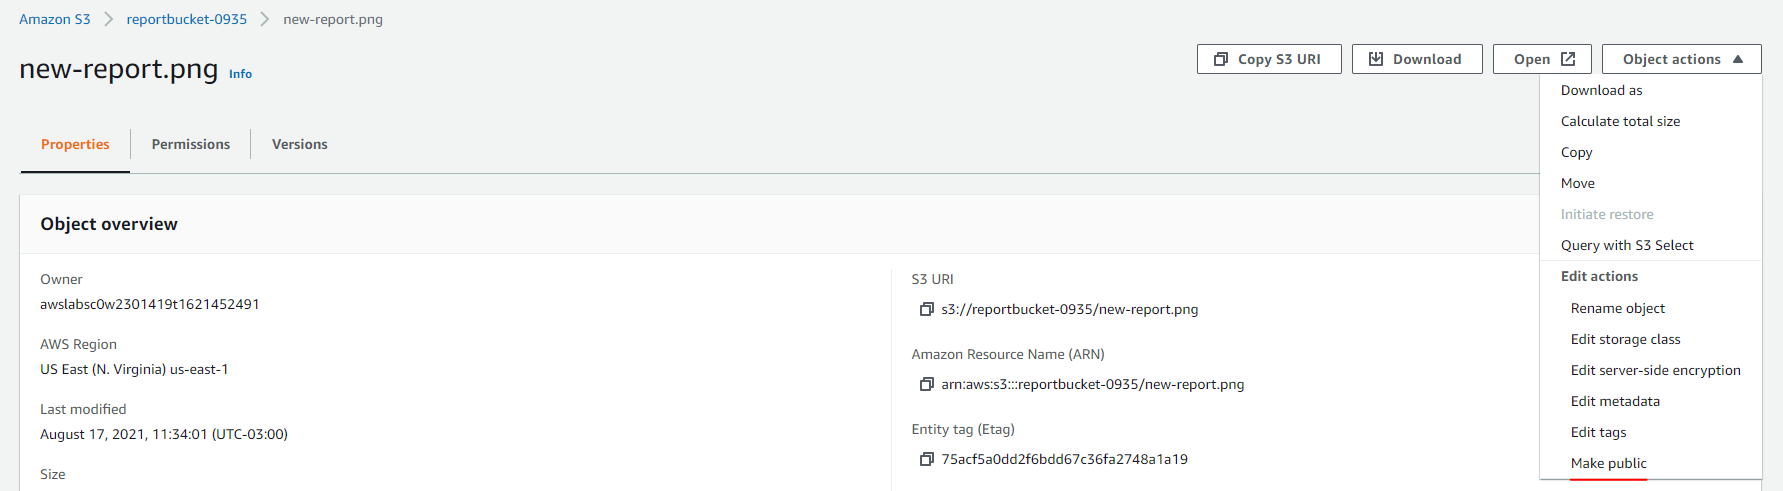 Amazon S3 > reportbucket-0935 > new-report.png
new-report.png Info
Copy S3 URI
Download
Open
Object actions
Download as
Calculate total size
Copy
Move
Initiate restore
Query with S3 Select
Edit actions
Rename object
Edit storage class
Edit server-side encryption
Edit metadata
Edit tags
Make public
Properties
Permissions
Versions
Object overview
Owner
awslabsc0w2301419t1621452491
AWS Region
US East (N. Virginia) us-east-1
Last modified
August 17, 2021, 11:34:01 (UTC-03:00)
Size
S3 URI
s3://reportbucket-0935/new-report.png
Amazon Resource Name (ARN)
arn:aws:s3:::reportbucket-0935/new-report.png
Entity tag (Etag)
75acf5a0dd2f6bdd67c36fa2748a1a19